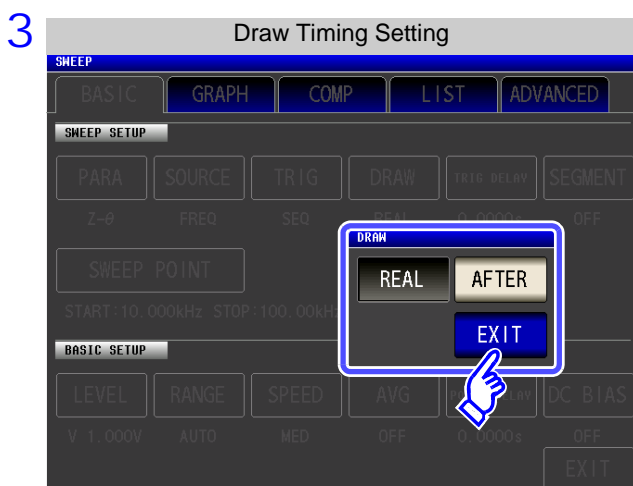 3
Draw Timing Setting
SWEEP
BASIC GRAPH COMP LIST ADVANCED
SWEEP SETUP
PARA SOURCE TRIG DRAW TRIG DELAY SEGMENT
Z-θ FREQ SEQ REAL 0.0000s OFF
DRAW
SWEEP POINT
REAL AFTER
START:10.000kHz STOP:100.00kHz
EXIT
BASIC SETUP
LEVEL RANGE SPEED AVG DC BIAS
V 1.000V AUTO MED OFF 0.0000s OFF
EXIT